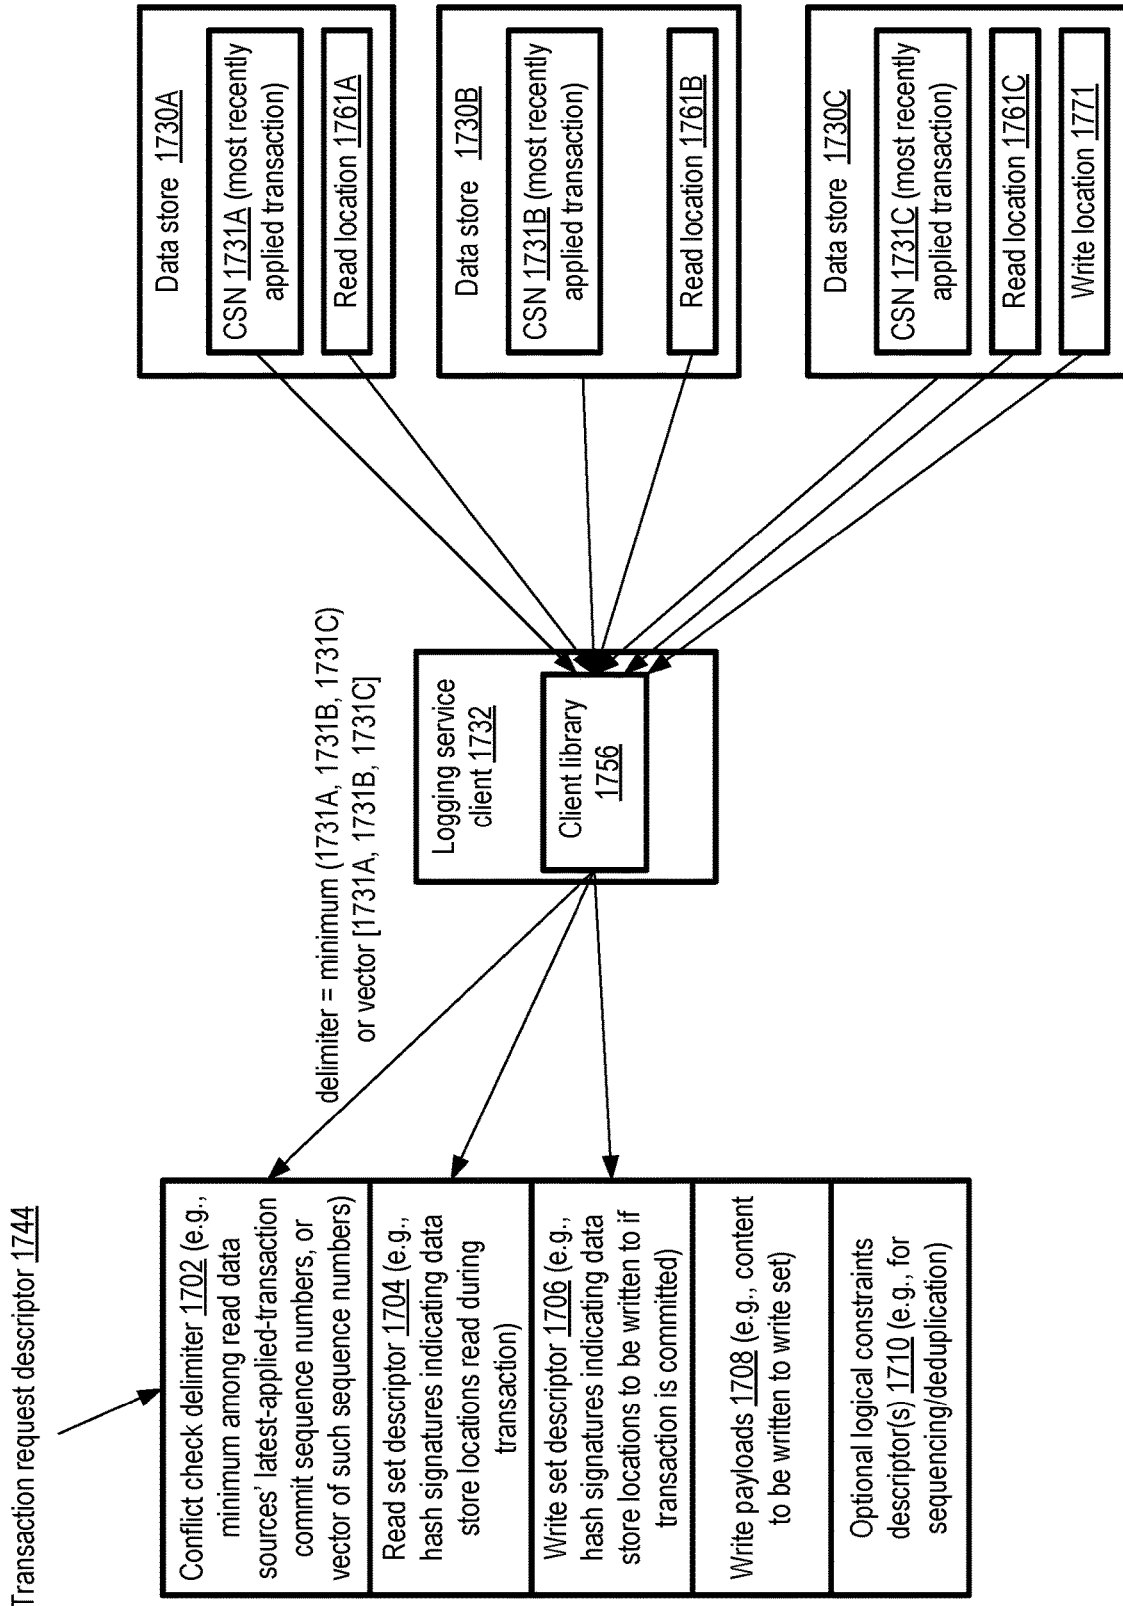 Transaction request descriptor 1744
Conflict check delimiter 1702 (e.g.,
minimum among read data
sources' latest-applied-transaction
commit sequence numbers, or
vector of such sequence numbers)
Read set descriptor 1704 (e.g.,
hash signatures indicating data
store locations read during
transaction)
Write set descriptor 1706 (e.g.,
hash signatures indicating data
store locations to be written to if
transaction is committed)
Write payloads 1708 (e.g., content
to be written to write set)
Optional logical constraints
descriptor(s) 1710 (e.g., for
sequencing/deduplication)
delimiter = minimum (1731A, 1731B, 1731C)
or vector [1731A, 1731B, 1731C]
Logging service
client 1732
Client library
1756
Data store 1730A
CSN 1731A (most recently
applied transaction)
Read location 1761A
Data store 1730B
CSN 1731B (most recently
applied transaction)
Read location 1761B
Data store 1730C
CSN 1731C (most recently
applied transaction)
Read location 1761C
Write location 1771